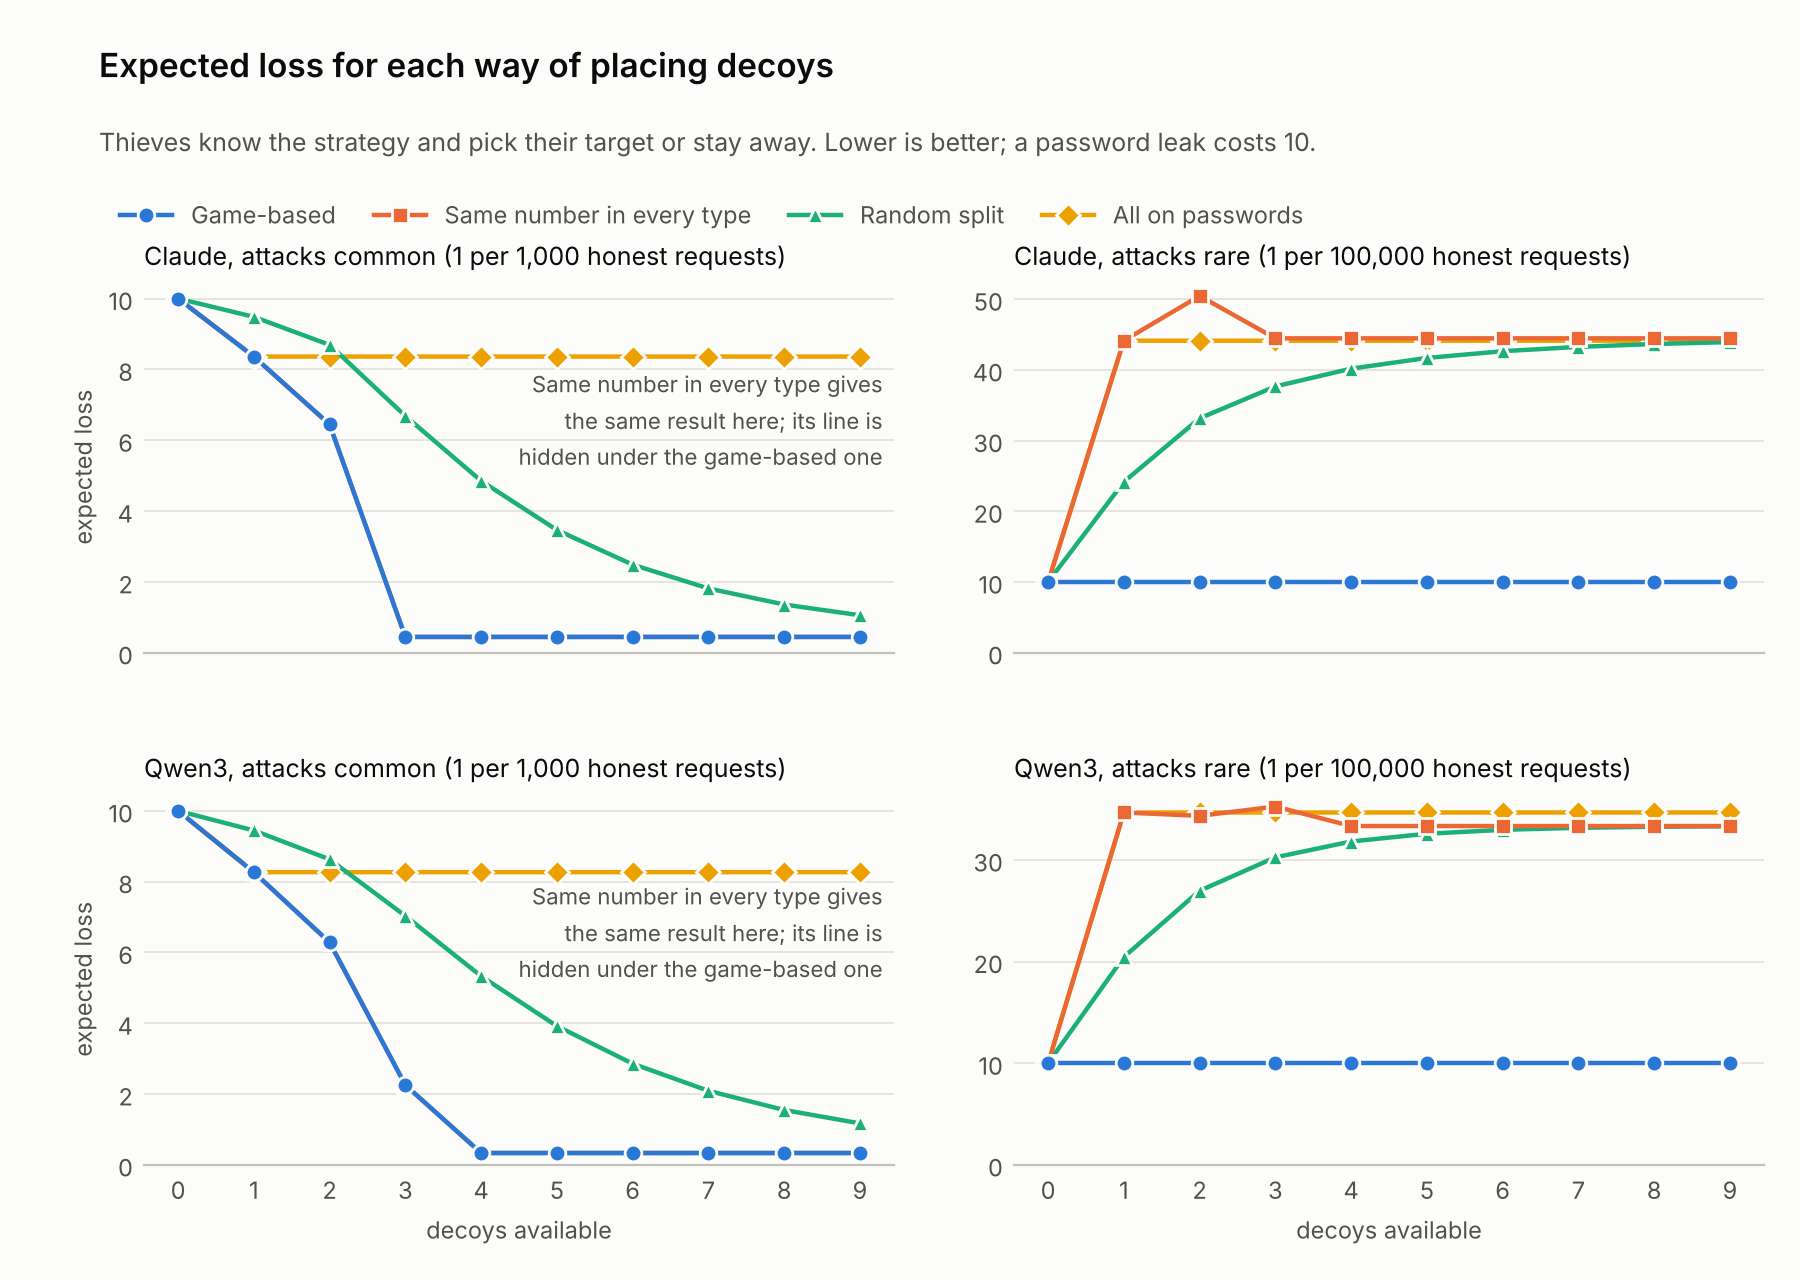 Expected loss for each way of placing decoys
Thieves know the strategy and pick their target or stay away. Lower is better; a password leak costs 10.
Game-based Same number in every type Random split All on passwords
Claude, attacks common (1 per 1,000 honest requests)
10
8
6
4
2
0
expected loss
Same number in every type gives
the same result here; its line is
hidden under the game-based one
Claude, attacks rare (1 per 100,000 honest requests)
50
40
30
20
10
0
Qwen3, attacks common (1 per 1,000 honest requests)
10
8
6
4
2
0
expected loss
Same number in every type gives
the same result here; its line is
hidden under the game-based one
0 1 2 3 4 5 6 7 8 9
decoys available
Qwen3, attacks rare (1 per 100,000 honest requests)
30
20
10
0
0 1 2 3 4 5 6 7 8 9
decoys available